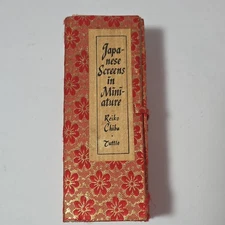 Japa-
nese
Screens
in
Mini-
ature
Reiko
Chiba
Tuttle